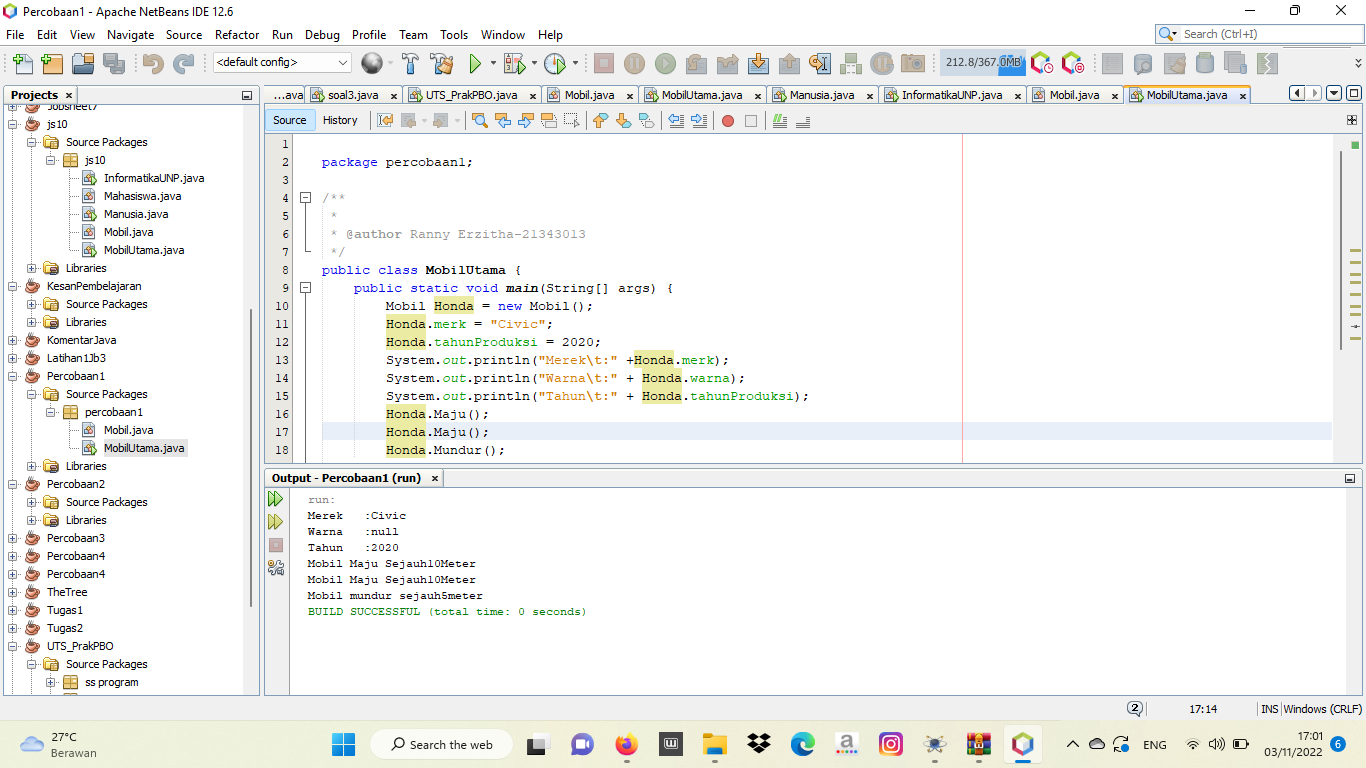 Percobaan1 - Apache NetBeans IDE 12.6
File Edit View Navigate Source Refactor Run Debug Profile Team Tools Window Help
Search (Ctrl+I)
<default config>
212.8/367.0MB
Projects
...ava soal3.java UTS_PrakPBO.java Mobil.java MobilUtama.java Manusia.java InformatikaUNP.java Mobil.java MobilUtama.java
Jobsheet7
js10
Source Packages
js10
InformatikaUNP.java
Mahasiswa.java
Manusia.java
Mobil.java
MobilUtama.java
Libraries
KesanPembelajaran
Source Packages
Libraries
KomentarJava
Latihan1Jb3
Percobaan1
Source Packages
percobaan1
Mobil.java
MobilUtama.java
Libraries
Percobaan2
Source Packages
Libraries
Percobaan3
Percobaan4
Percobaan4
TheTree
Tugas1
Tugas2
UTS_PrakPBO
Source Packages
ss program
Source History
1
2 package percobaan1;
3
4 /**
5 *
6 * @author Ranny Erzitha-21343013
7 */
8 public class MobilUtama {
9 public static void main(String[] args) {
10 Mobil Honda = new Mobil();
11 Honda.merk = "Civic";
12 Honda.tahunProduksi = 2020;
13 System.out.println("Merek\t:" +Honda.merk);
14 System.out.println("Warna\t:" + Honda.warna);
15 System.out.println("Tahun\t:" + Honda.tahunProduksi);
16 Honda.Maju();
17 Honda.Maju();
18 Honda.Mundur();
Output - Percobaan1 (run)
run:
Merek :Civic
Warna :null
Tahun :2020
Mobil Maju Sejauh10Meter
Mobil Maju Sejauh10Meter
Mobil mundur sejauh5meter
BUILD SUCCESSFUL (total time: 0 seconds)
2 17:14 INS Windows (CRLF)
27°C
Berawan
Search the web
ENG
17:01
03/11/2022
6